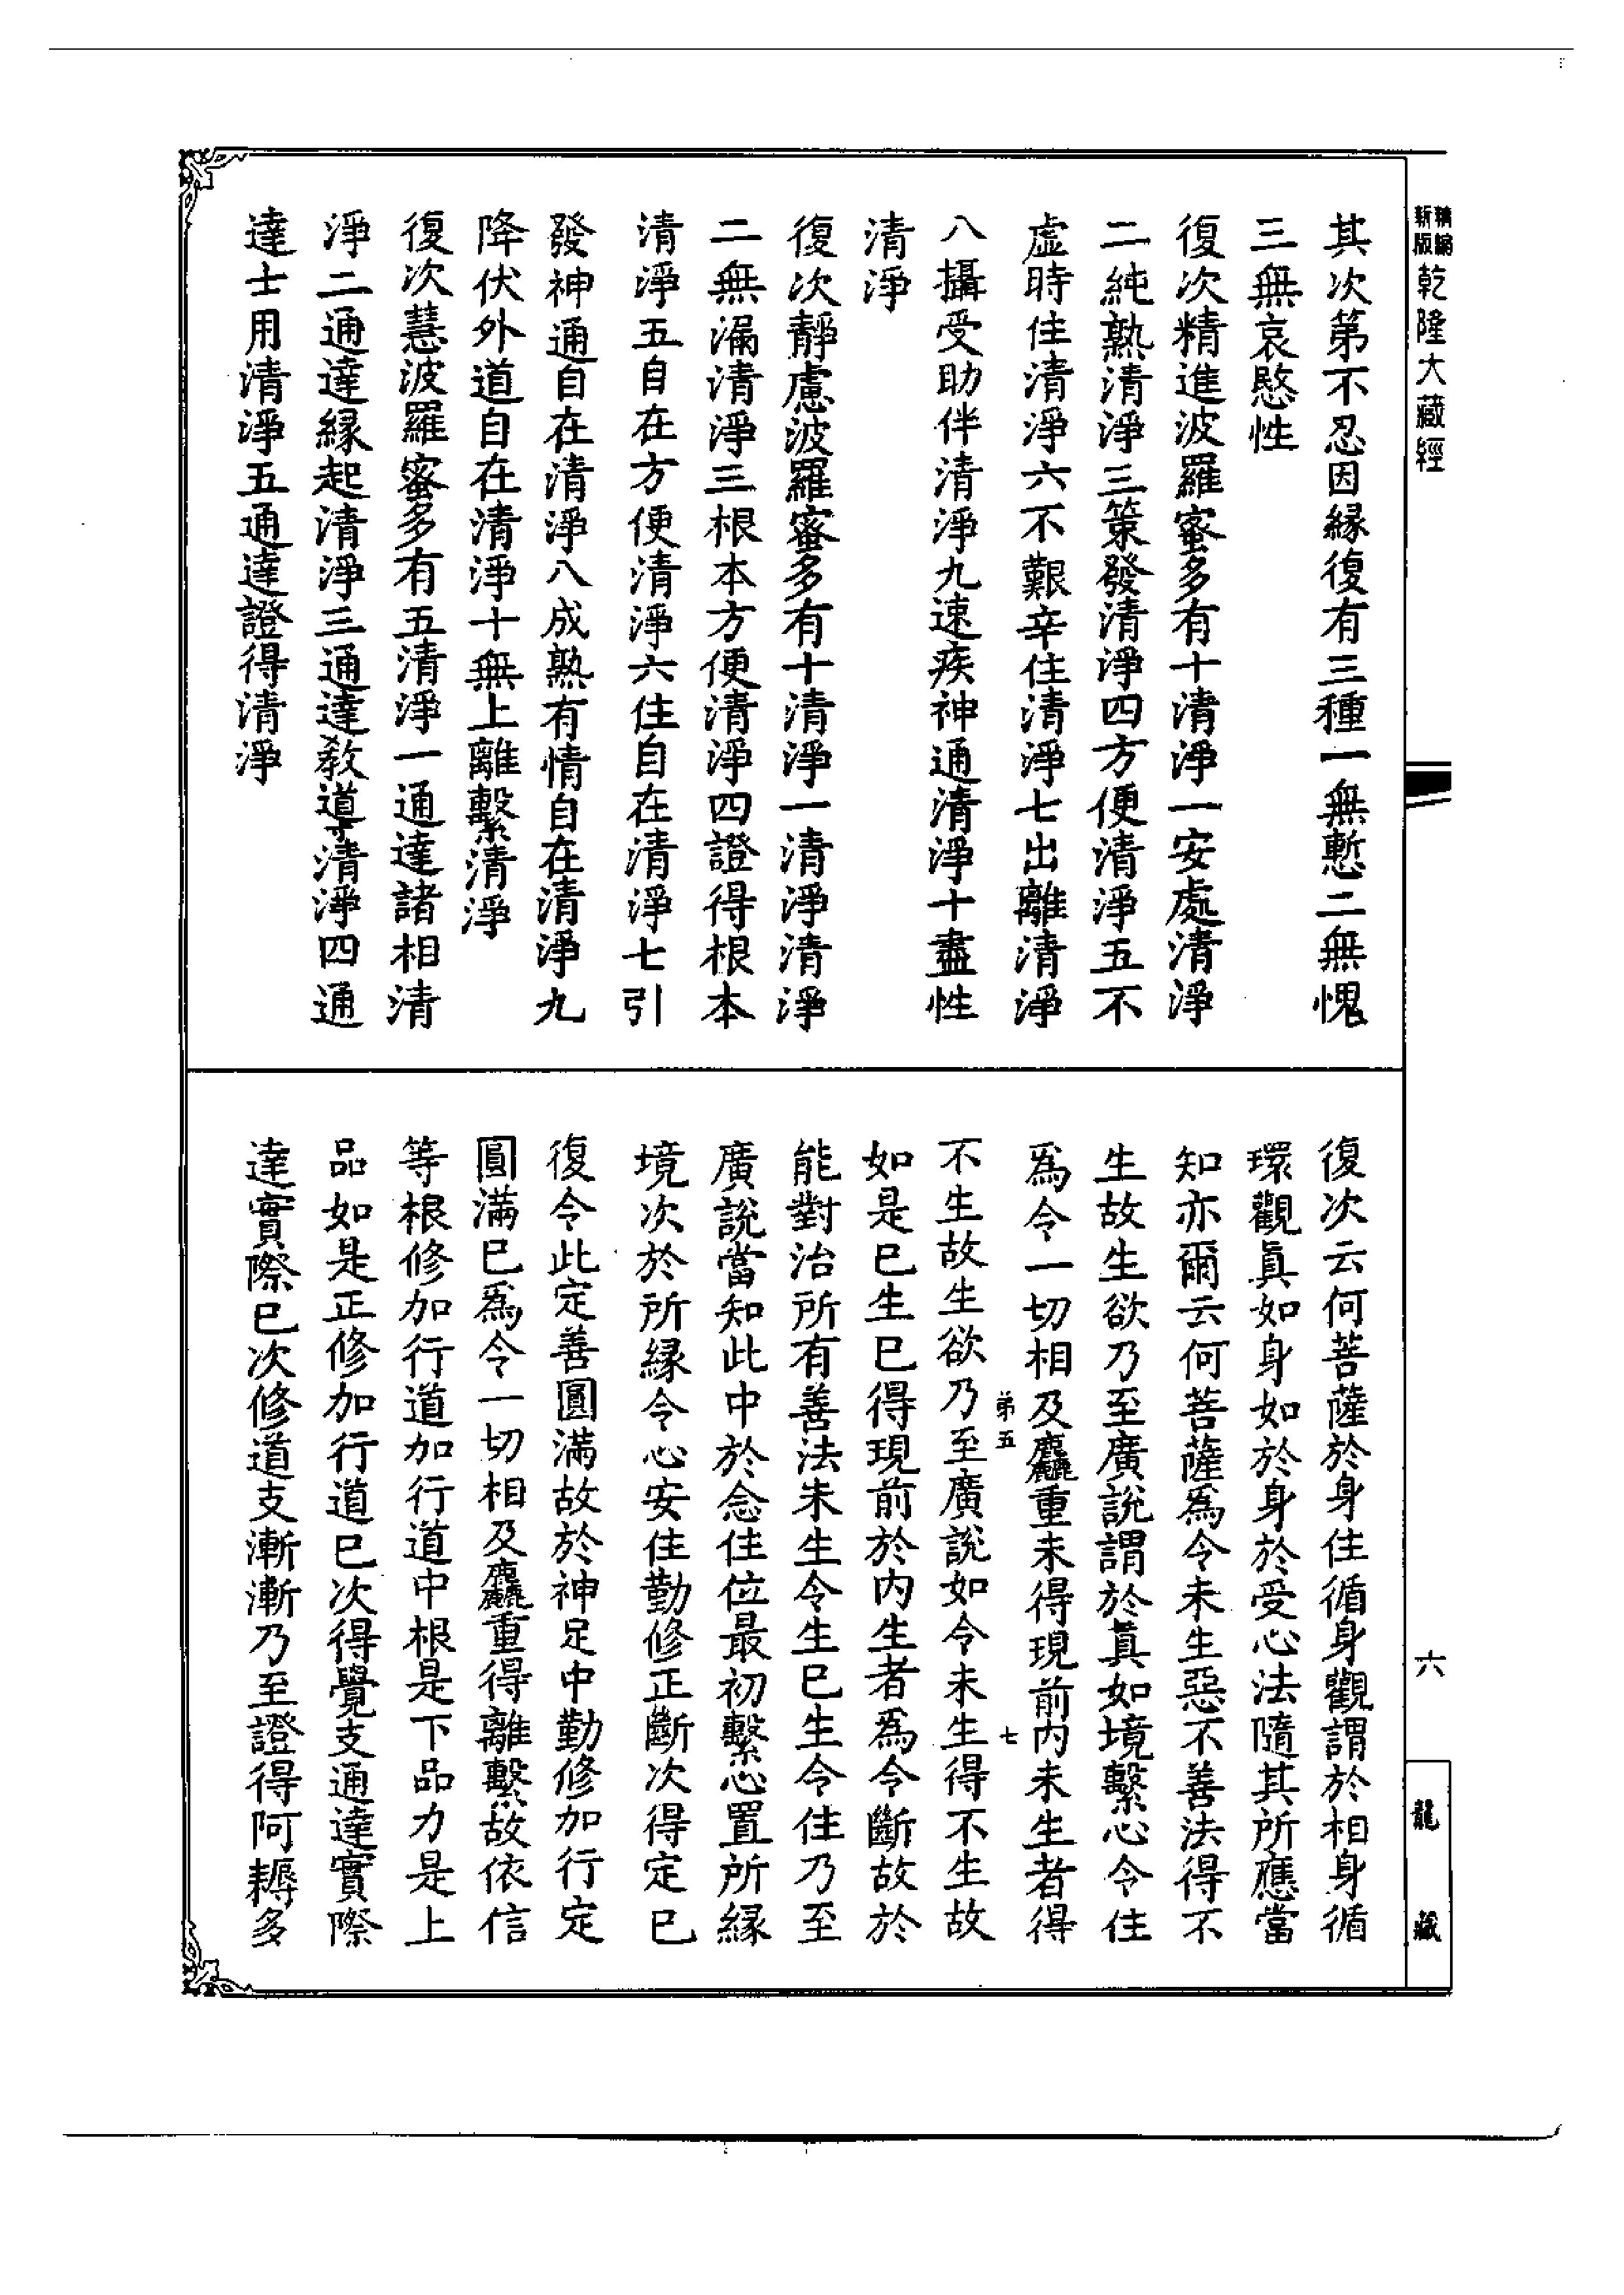 精縮新版乾隆大藏經
六
龍藏
其次第不忍因緣復有三種一無慙二無愧
三無哀愍性
復次精進波羅蜜多有十清淨一安處清淨
二純熟清淨三策發清淨四方便清淨五不
虛時住清淨六不艱辛住清淨七出離清淨
八攝受助伴清淨九速疾神通清淨十盡性
清淨
復次靜慮波羅蜜多有十清淨一清淨清淨
二無漏清淨三根本方便清淨四證得根本
清淨五自在方便清淨六住自在清淨七引
發神通自在清淨八成熟有情自在清淨九
降伏外道自在清淨十無上離繫清淨
復次慧波羅蜜多有五清淨一通達諸相清
淨二通達緣起清淨三通達教導清淨四通
達士用清淨五通達證得清淨
復次云何菩薩於身住循身觀謂於相身循
環觀眞如身如於身於受心法隨其所應當
知亦爾云何菩薩爲令未生惡不善法得不
生故生欲乃至廣說謂於眞如境繫心令住
爲令一切相及麤重未得現前内未生者得
第五
七
不生故生欲乃至廣說如令未生得不生故
如是已生已得現前於内生者爲令斷故於
能對治所有善法未生令生已生令住乃至
廣說當知此中於念住位最初繫心置所緣
境次於所緣令心安住勤修正斷次得定已
復令此定善圓滿故於神足中勤修加行定
圓滿已爲令一切相及麤重得離繫故依信
等根修加行道加行道中根是下品力是上
品如是正修加行道已次得覺支通達實際
達實際已次修道支漸漸乃至證得阿耨多